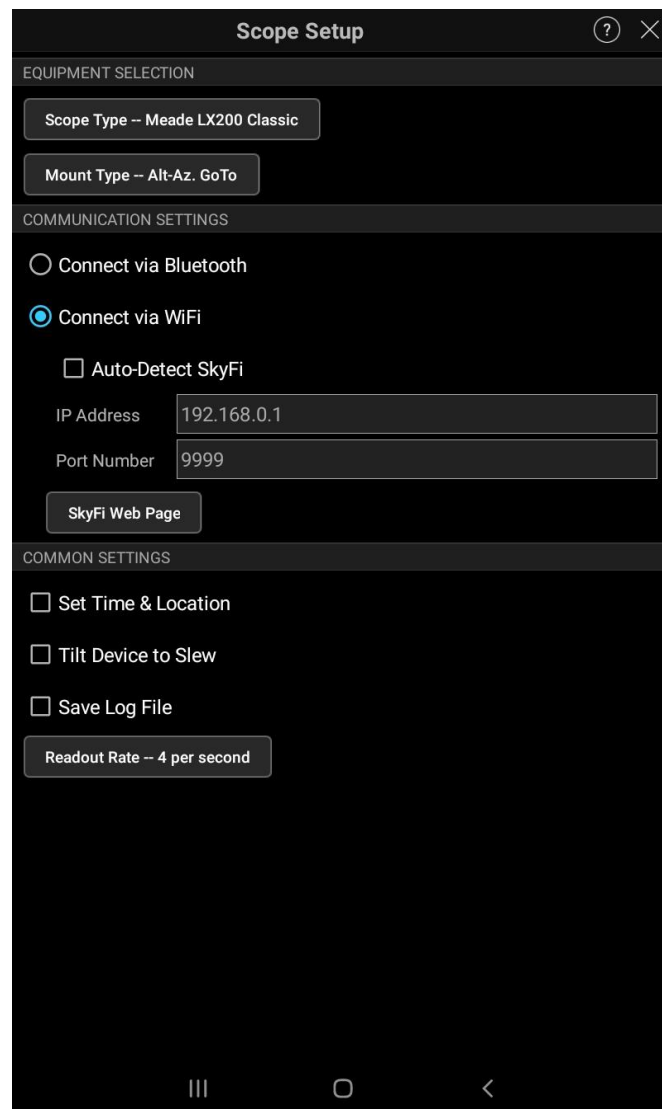 Scope Setup
EQUIPMENT SELECTION
Scope Type -- Meade LX200 Classic
Mount Type -- Alt-Az. GoTo
COMMUNICATION SETTINGS
Connect via Bluetooth
Connect via WiFi
Auto-Detect SkyFi
IP Address 192.168.0.1
Port Number 9999
SkyFi Web Page
COMMON SETTINGS
Set Time & Location
Tilt Device to Slew
Save Log File
Readout Rate -- 4 per second